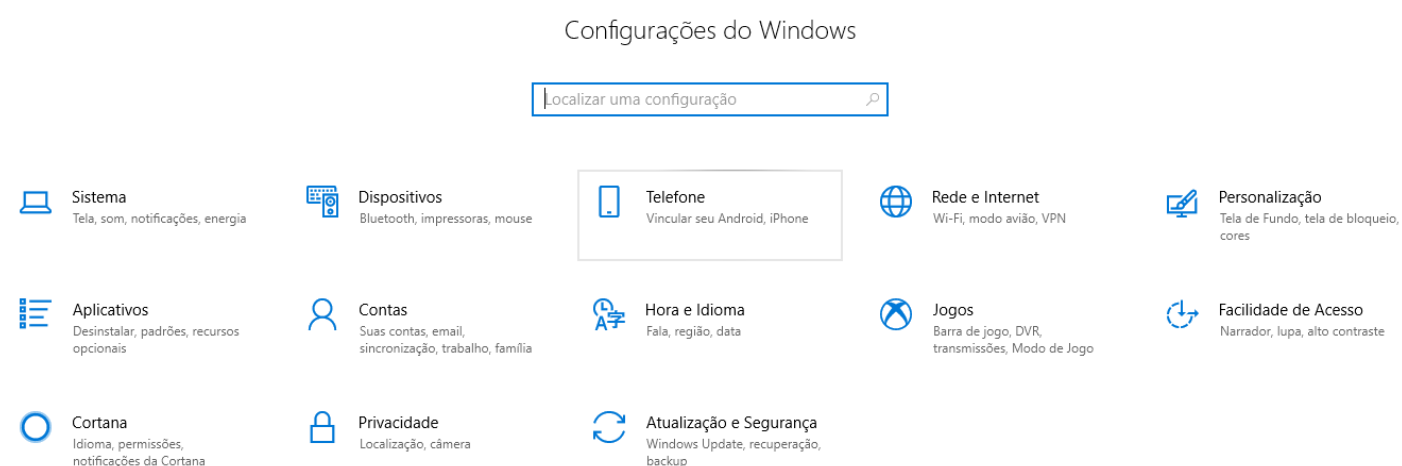 Configurações do Windows
Localizar uma configuração
Sistema
Tela, som, notificações, energia
Dispositivos
Bluetooth, impressoras, mouse
Telefone
Vincular seu Android, iPhone
Rede e Internet
Wi-Fi, modo avião, VPN
Personalização
Tela de Fundo, tela de bloqueio,
cores
Aplicativos
Desinstalar, padrões, recursos
opcionais
Contas
Suas contas, email,
sincronização, trabalho, família
Hora e Idioma
Fala, região, data
Jogos
Barra de jogo, DVR,
transmissões, Modo de Jogo
Facilidade de Acesso
Narrador, lupa, alto contraste
Cortana
Idioma, permissões,
notificações da Cortana
Privacidade
Localização, câmera
Atualização e Segurança
Windows Update, recuperação,
backup